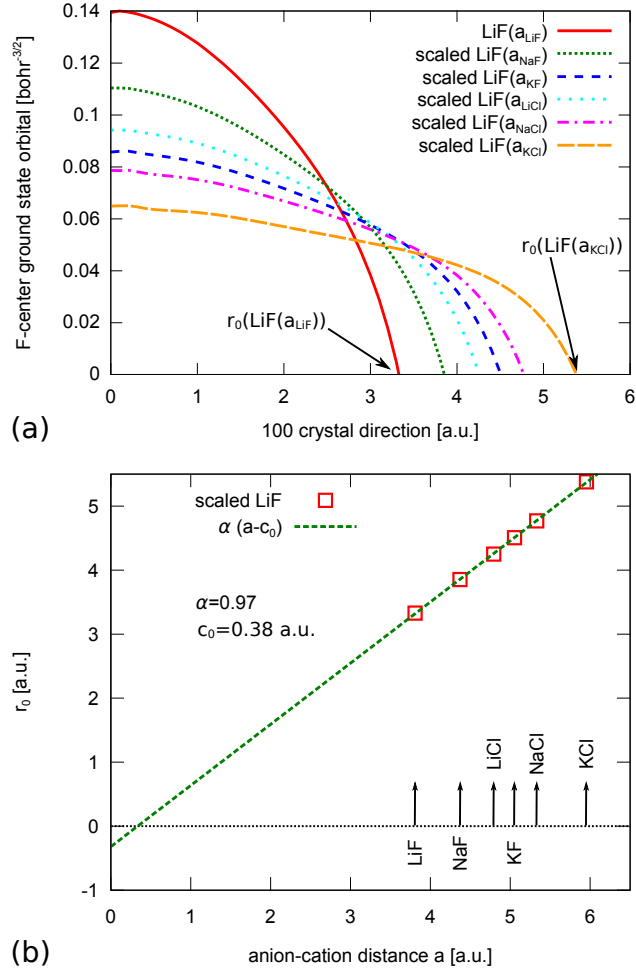 F-center ground state orbital [bohr⁻³/²]
0.14
0.12
0.1
0.08
0.06
0.04
0.02
0
LiF(a_LiF)
scaled LiF(a_NaF)
scaled LiF(a_KF)
scaled LiF(a_LiCl)
scaled LiF(a_NaCl)
scaled LiF(a_KCl)
r₀(LiF(a_LiF))
r₀(LiF(a_KCl))
0 1 2 3 4 5 6
100 crystal direction [a.u.]
(a)
r₀ [a.u.]
5
4
3
2
1
0
-1
scaled LiF
α (a-c₀)
α=0.97
c₀=0.38 a.u.
LiF
NaF
LiCl
KF
NaCl
KCl
0 1 2 3 4 5 6
anion-cation distance a [a.u.]
(b)